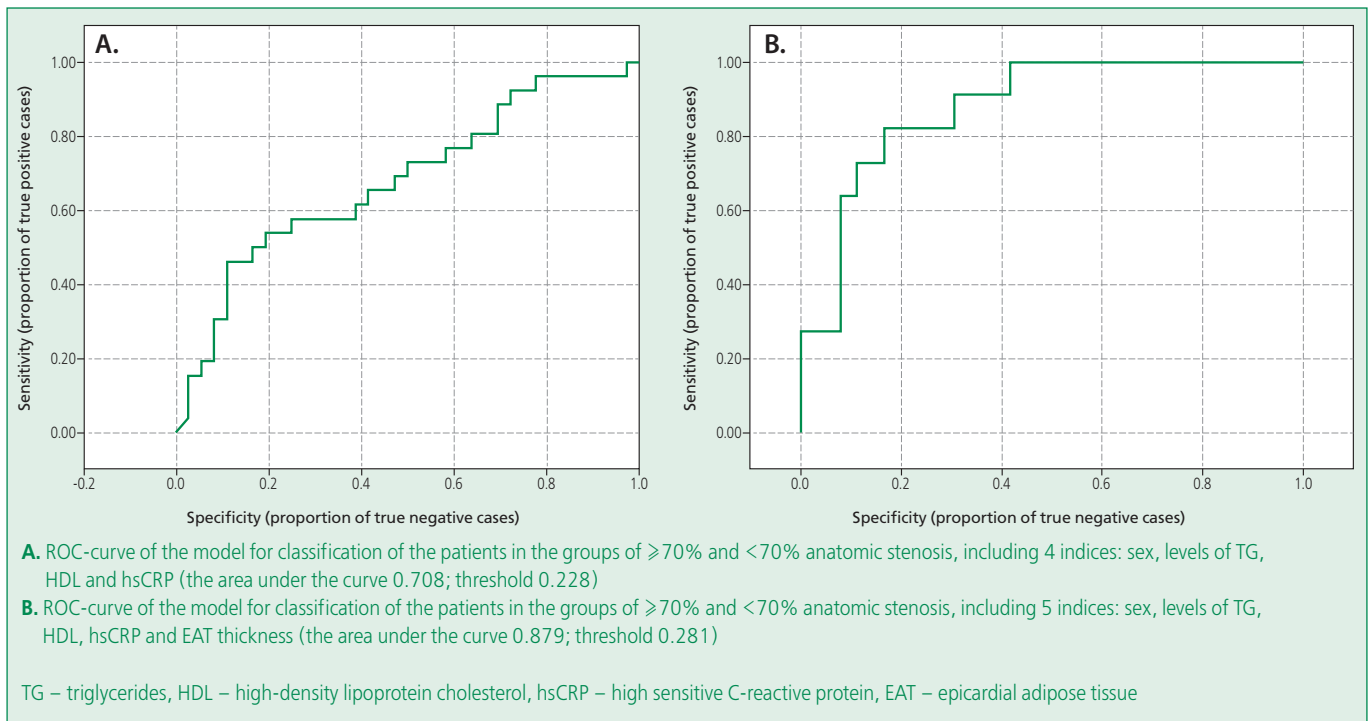 A.
1.00
0.80
0.60
0.40
0.20
0.00
-0.2 0.0 0.2 0.4 0.6 0.8 1.0
Sensitivity (proportion of true positive cases)
Specificity (proportion of true negative cases)
B.
1.00
0.80
0.60
0.40
0.20
0.00
0.0 0.2 0.4 0.6 0.8 1.0
Sensitivity (proportion of true positive cases)
Specificity (proportion of true negative cases)
A. ROC-curve of the model for classification of the patients in the groups of ⩾70% and <70% anatomic stenosis, including 4 indices: sex, levels of TG,
HDL and hsCRP (the area under the curve 0.708; threshold 0.228)
B. ROC-curve of the model for classification of the patients in the groups of ⩾70% and <70% anatomic stenosis, including 5 indices: sex, levels of TG,
HDL, hsCRP and EAT thickness (the area under the curve 0.879; threshold 0.281)
TG – triglycerides, HDL – high-density lipoprotein cholesterol, hsCRP – high sensitive C-reactive protein, EAT – epicardial adipose tissue